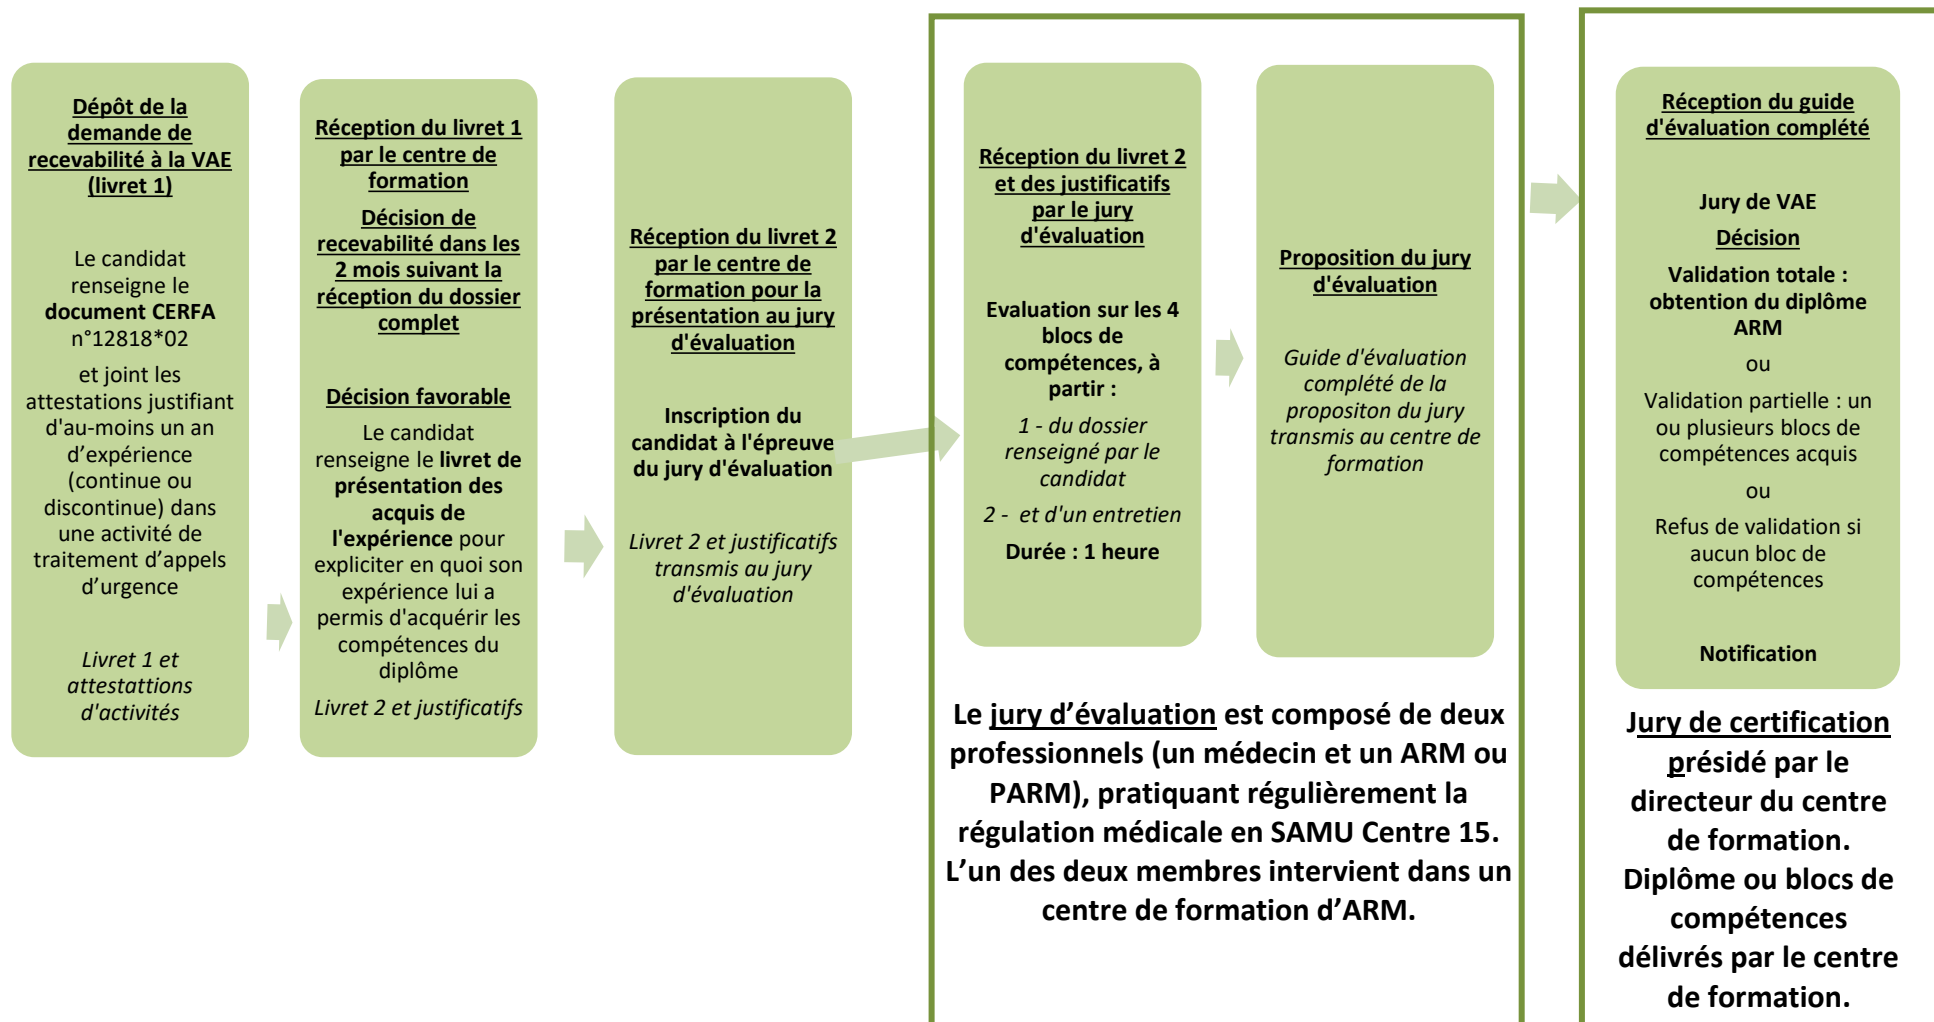 Dépôt de la
demande de
recevabilité à la VAE
(livret 1)
Le candidat
renseigne le
document CERFA
n°12818*02
et joint les
attestations justifiant
d'au-moins un an
d’expérience
(continue ou
discontinue) dans
une activité de
traitement d’appels
d’urgence
Livret 1 et
attestattions
d'activités
Réception du livret 1
par le centre de
formation
Décision de
recevabilité dans les
2 mois suivant la
réception du dossier
complet
Décision favorable
Le candidat
renseigne le livret de
présentation des
acquis de
l'expérience pour
expliciter en quoi son
expérience lui a
permis d'acquérir les
compétences du
diplôme
Livret 2 et justificatifs
Réception du livret 2
par le centre de
formation pour la
présentation au jury
d'évaluation
Inscription du
candidat à l'épreuve
du jury d'évaluation
Livret 2 et justificatifs
transmis au jury
d'évaluation
Réception du livret 2
et des justificatifs
par le jury
d'évaluation
Evaluation sur les 4
blocs de
compétences, à
partir :
1 - du dossier
renseigné par le
candidat
2 - et d'un entretien
Durée : 1 heure
Proposition du jury
d'évaluation
Guide d'évaluation
complété de la
propositon du jury
transmis au centre de
formation
Le jury d’évaluation est composé de deux
professionnels (un médecin et un ARM ou
PARM), pratiquant régulièrement la
régulation médicale en SAMU Centre 15.
L’un des deux membres intervient dans un
centre de formation d’ARM.
Réception du guide
d'évaluation complété
Jury de VAE
Décision
Validation totale :
obtention du diplôme
ARM
ou
Validation partielle : un
ou plusieurs blocs de
compétences acquis
ou
Refus de validation si
aucun bloc de
compétences
Notification
Jury de certification
présidé par le
directeur du centre
de formation.
Diplôme ou blocs de
compétences
délivrés par le centre
de formation.